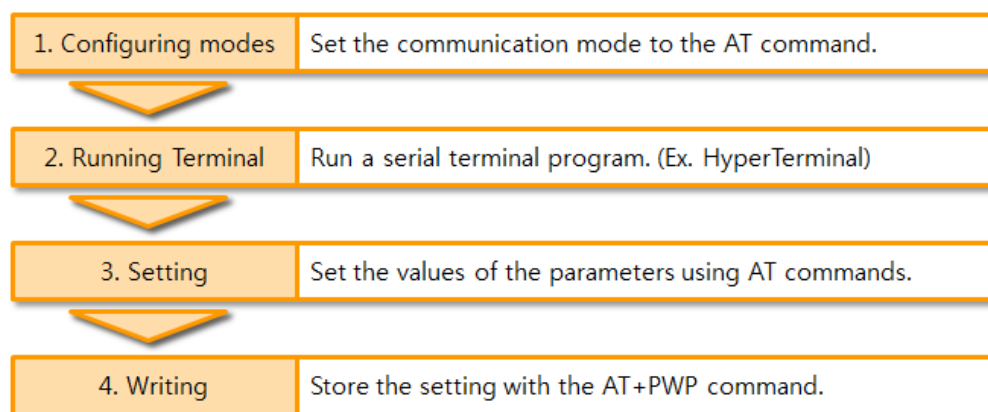 1. Configuring modes Set the communication mode to the AT command.
2. Running Terminal Run a serial terminal program. (Ex. HyperTerminal)
3. Setting Set the values of the parameters using AT commands.
4. Writing Store the setting with the AT+PWP command.